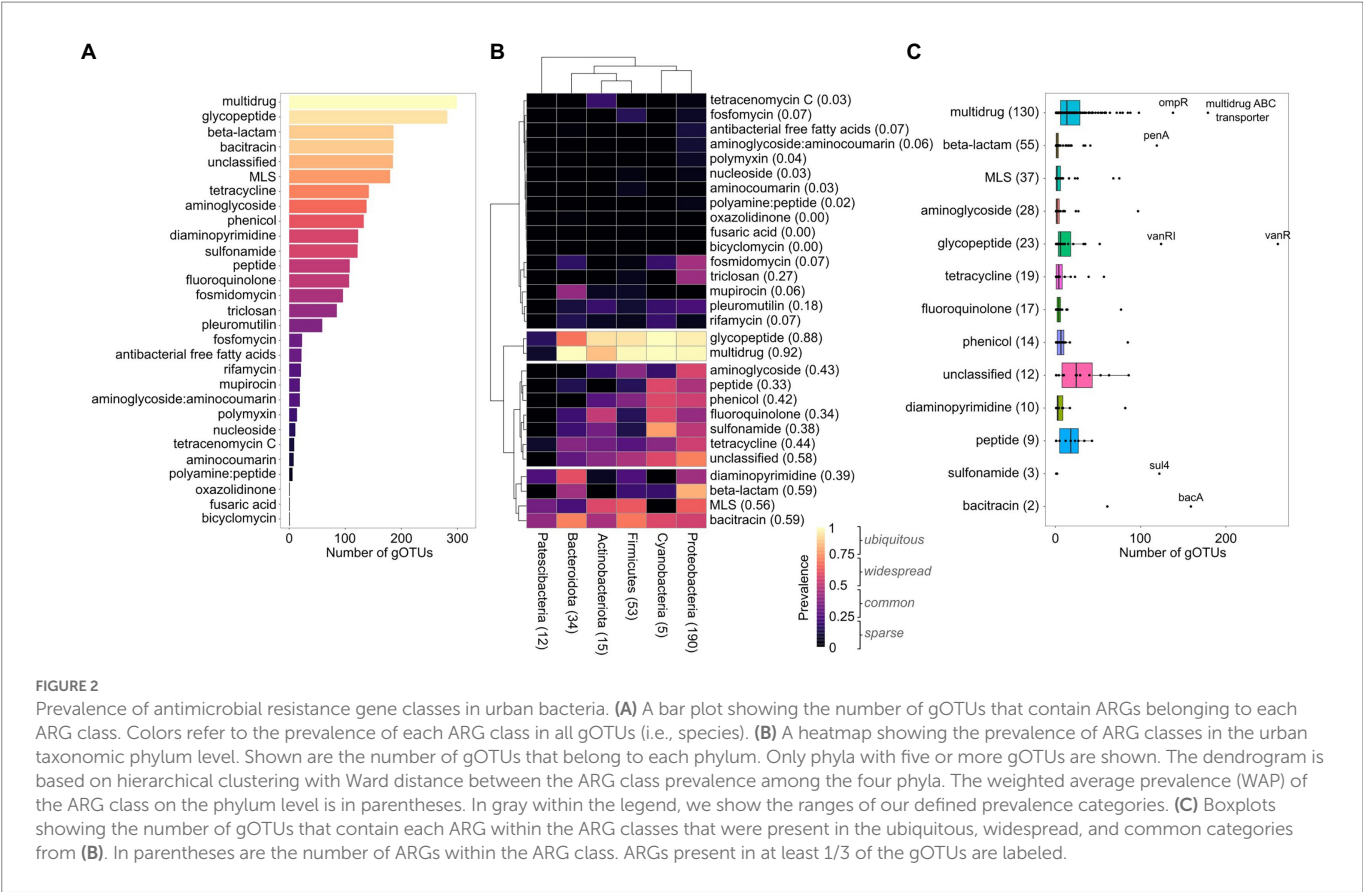 A
multidrug
glycopeptide
beta-lactam
bacitracin
unclassified
MLS
tetracycline
aminoglycoside
phenicol
diaminopyrimidine
sulfonamide
peptide
fluoroquinolone
fosmidomycin
triclosan
pleuromutilin
fosfomycin
antibacterial free fatty acids
rifamycin
mupirocin
aminoglycoside:aminocoumarin
polymyxin
nucleoside
tetracenomycin C
aminocoumarin
polyamine:peptide
oxazolidinone
fusaric acid
bicyclomycin
0 100 200 300
Number of gOTUs
B
tetracenomycin C (0.03)
fosfomycin (0.07)
antibacterial free fatty acids (0.07)
aminoglycoside:aminocoumarin (0.06)
polymyxin (0.04)
nucleoside (0.03)
aminocoumarin (0.03)
polyamine:peptide (0.02)
oxazolidinone (0.00)
fusaric acid (0.00)
bicyclomycin (0.00)
fosmidomycin (0.07)
triclosan (0.27)
mupirocin (0.06)
pleuromutilin (0.18)
rifamycin (0.07)
glycopeptide (0.88)
multidrug (0.92)
aminoglycoside (0.43)
peptide (0.33)
phenicol (0.42)
fluoroquinolone (0.34)
sulfonamide (0.38)
tetracycline (0.44)
unclassified (0.58)
diaminopyrimidine (0.39)
beta-lactam (0.59)
MLS (0.56)
bacitracin (0.59)
Patescibacteria (12)
Bacteroidota (34)
Actinobacteriota (15)
Firmicutes (53)
Cyanobacteria (5)
Proteobacteria (190)
Prevalence
1
0.75
0.5
0.25
0
ubiquitous
widespread
common
sparse
C
multidrug (130)
beta-lactam (55)
MLS (37)
aminoglycoside (28)
glycopeptide (23)
tetracycline (19)
fluoroquinolone (17)
phenicol (14)
unclassified (12)
diaminopyrimidine (10)
peptide (9)
sulfonamide (3)
bacitracin (2)
ompR
multidrug ABC
transporter
penA
vanRI
vanR
sul4
bacA
0 100 200
Number of gOTUs
FIGURE 2
Prevalence of antimicrobial resistance gene classes in urban bacteria. (A) A bar plot showing the number of gOTUs that contain ARGs belonging to each
ARG class. Colors refer to the prevalence of each ARG class in all gOTUs (i.e., species). (B) A heatmap showing the prevalence of ARG classes in the urban
taxonomic phylum level. Shown are the number of gOTUs that belong to each phylum. Only phyla with five or more gOTUs are shown. The dendrogram is
based on hierarchical clustering with Ward distance between the ARG class prevalence among the four phyla. The weighted average prevalence (WAP) of
the ARG class on the phylum level is in parentheses. In gray within the legend, we show the ranges of our defined prevalence categories. (C) Boxplots
showing the number of gOTUs that contain each ARG within the ARG classes that were present in the ubiquitous, widespread, and common categories
from (B). In parentheses are the number of ARGs within the ARG class. ARGs present in at least 1/3 of the gOTUs are labeled.